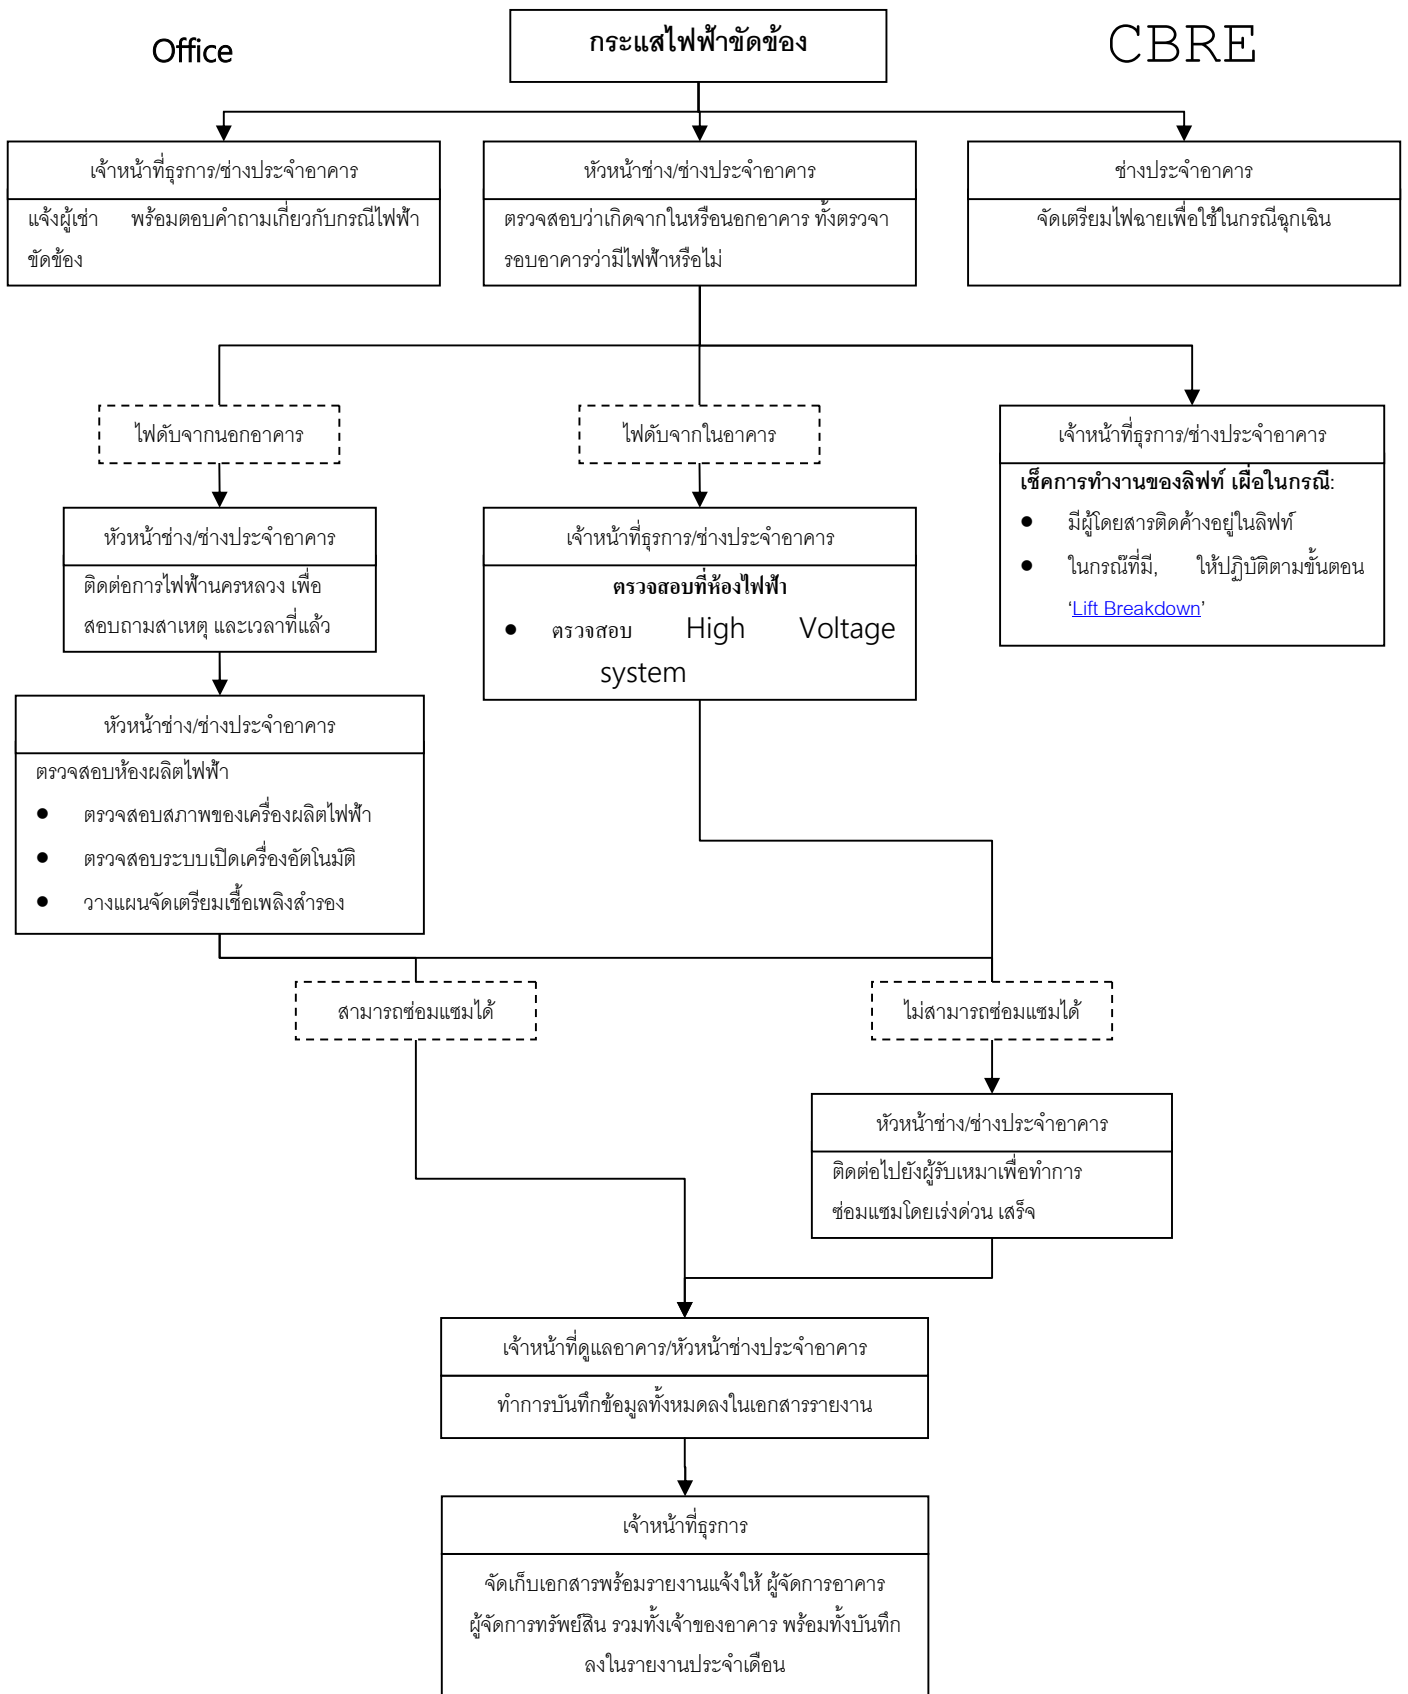 Office
กระแสไฟฟ้าขัดข้อง
CBRE
เจ้าหน้าที่ธุรการ/ช่างประจำอาคาร
แจ้งผู้เช่า พร้อมตอบคำถามเกี่ยวกับกรณีไฟฟ้า
ขัดข้อง
หัวหน้าช่าง/ช่างประจำอาคาร
ตรวจสอบว่าเกิดจากในหรือนอกอาคาร ทั้งตรวจา
รอบอาคารว่ามีไฟฟ้าหรือไม่
ช่างประจำอาคาร
จัดเตรียมไฟฉายเพื่อใช้ในกรณีฉุกเฉิน
ไฟดับจากนอกอาคาร
ไฟดับจากในอาคาร
เจ้าหน้าที่ธุรการ/ช่างประจำอาคาร
เช็คการทำงานของลิฟท์ เผื่อในกรณี:
● มีผู้โดยสารติดค้างอยู่ในลิฟท์
● ในกรณีที่มี, ให้ปฏิบัติตามขั้นตอน
‘Lift Breakdown’
หัวหน้าช่าง/ช่างประจำอาคาร
ติดต่อการไฟฟ้านครหลวง เพื่อ
สอบถามสาเหตุ และเวลาที่แล้ว
เจ้าหน้าที่ธุรการ/ช่างประจำอาคาร
ตรวจสอบที่ห้องไฟฟ้า
● ตรวจสอบ High Voltage
system
หัวหน้าช่าง/ช่างประจำอาคาร
ตรวจสอบห้องผลิตไฟฟ้า
● ตรวจสอบสภาพของเครื่องผลิตไฟฟ้า
● ตรวจสอบระบบเปิดเครื่องอัตโนมัติ
● วางแผนจัดเตรียมเชื้อเพลิงสำรอง
สามารถซ่อมแซมได้
ไม่สามารถซ่อมแซมได้
หัวหน้าช่าง/ช่างประจำอาคาร
ติดต่อไปยังผู้รับเหมาเพื่อทำการ
ซ่อมแซมโดยเร่งด่วน เสร็จ
เจ้าหน้าที่ดูแลอาคาร/หัวหน้าช่างประจำอาคาร
ทำการบันทึกข้อมูลทั้งหมดลงในเอกสารรายงาน
เจ้าหน้าที่ธุรการ
จัดเก็บเอกสารพร้อมรายงานแจ้งให้ ผู้จัดการอาคาร
ผู้จัดการทรัพย์สิน รวมทั้งเจ้าของอาคาร พร้อมทั้งบันทึก
ลงในรายงานประจำเดือน